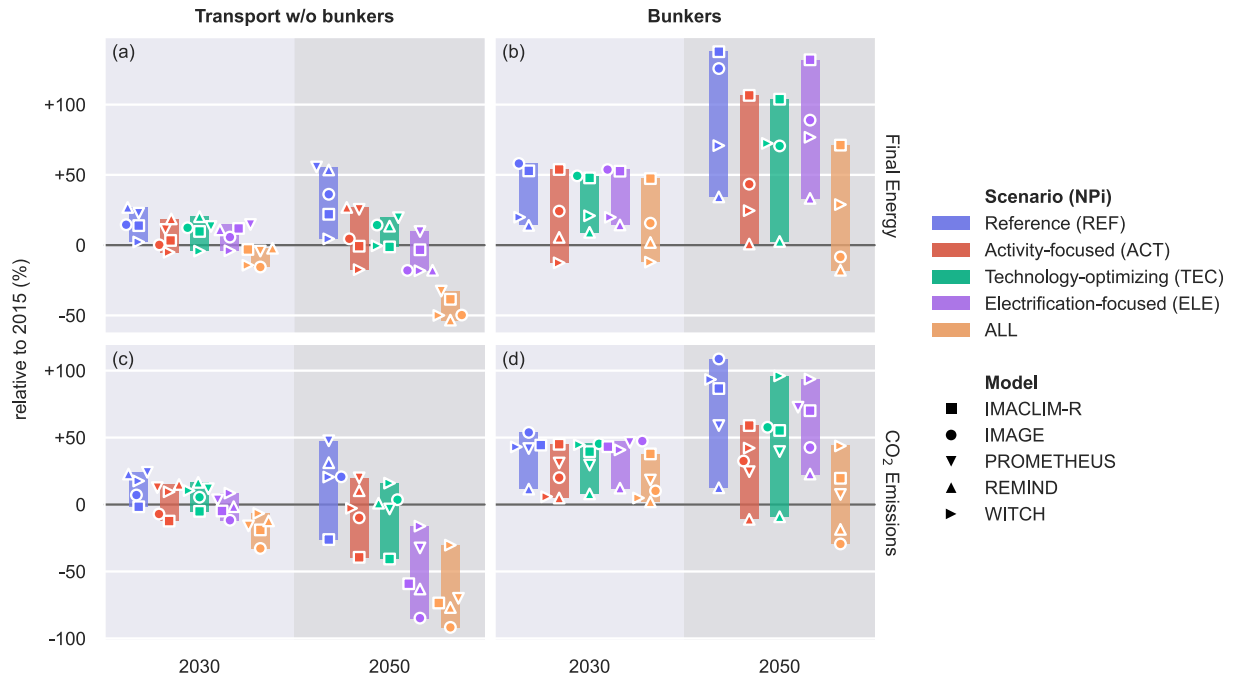 Transport w/o bunkers
Bunkers
(a)
(b)
+100
+50
0
-50
Final Energy
relative to 2015 (%)
(c)
(d)
+100
+50
0
-50
-100
CO₂ Emissions
2030
2050
2030
2050
Scenario (NPi)
Reference (REF)
Activity-focused (ACT)
Technology-optimizing (TEC)
Electrification-focused (ELE)
ALL
Model
IMACLIM-R
IMAGE
PROMETHEUS
REMIND
WITCH